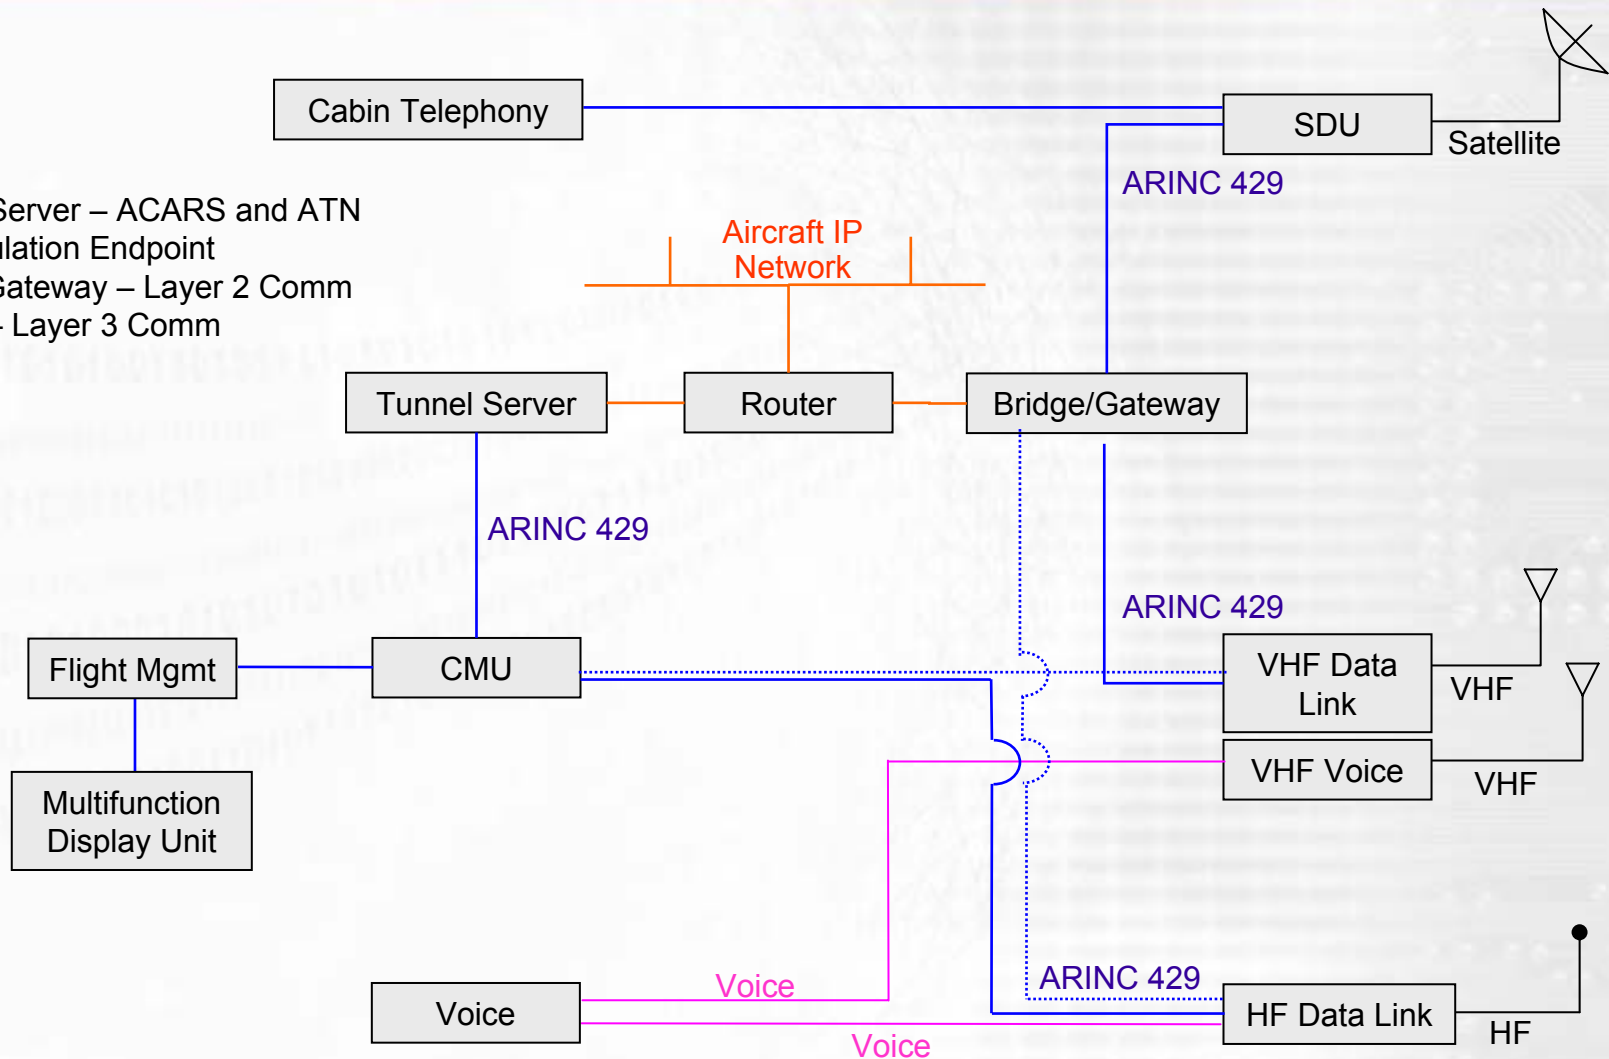 Cabin Telephony
SDU
Satellite
ARINC 429
Server – ACARS and ATN
ulation Endpoint
Gateway – Layer 2 Comm
– Layer 3 Comm
Aircraft IP
Network
Tunnel Server
Router
Bridge/Gateway
ARINC 429
ARINC 429
Flight Mgmt
CMU
VHF Data
Link
VHF
VHF Voice
VHF
Multifunction
Display Unit
Voice
Voice
Voice
ARINC 429
HF Data Link
HF